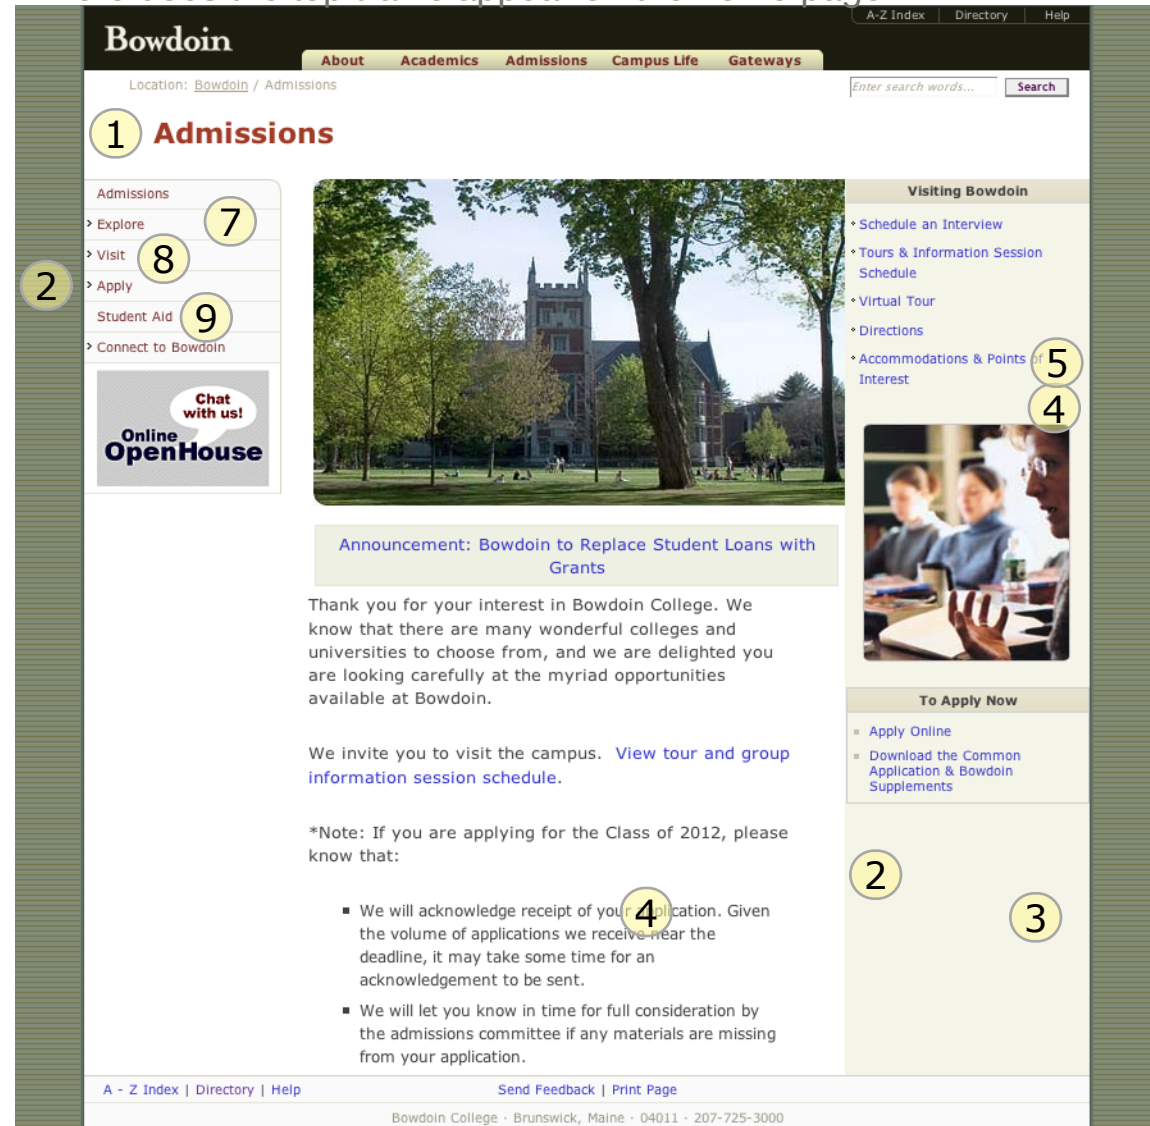 A-Z Index Directory Help
Bowdoin
About Academics Admissions Campus Life Gateways
Location: Bowdoin / Admissions
Enter search words... Search
1 Admissions
Admissions
Explore
7
Visit
8
2
Apply
Student Aid
9
Connect to Bowdoin
Chat
with us!
Online
OpenHouse
Visiting Bowdoin
Schedule an Interview
Tours & Information Session
Schedule
Virtual Tour
Directions
Accommodations & Points of
Interest
5
4
Announcement: Bowdoin to Replace Student Loans with
Grants
Thank you for your interest in Bowdoin College. We
know that there are many wonderful colleges and
universities to choose from, and we are delighted you
are looking carefully at the myriad opportunities
available at Bowdoin.
We invite you to visit the campus. View tour and group
information session schedule.
*Note: If you are applying for the Class of 2012, please
know that:
We will acknowledge receipt of your application. Given
the volume of applications we receive near the
deadline, it may take some time for an
acknowledgement to be sent.
4
We will let you know in time for full consideration by
the admissions committee if any materials are missing
from your application.
To Apply Now
Apply Online
Download the Common
Application & Bowdoin
Supplements
2
3
A - Z Index | Directory | Help
Send Feedback | Print Page
Bowdoin College · Brunswick, Maine · 04011 · 207-725-3000